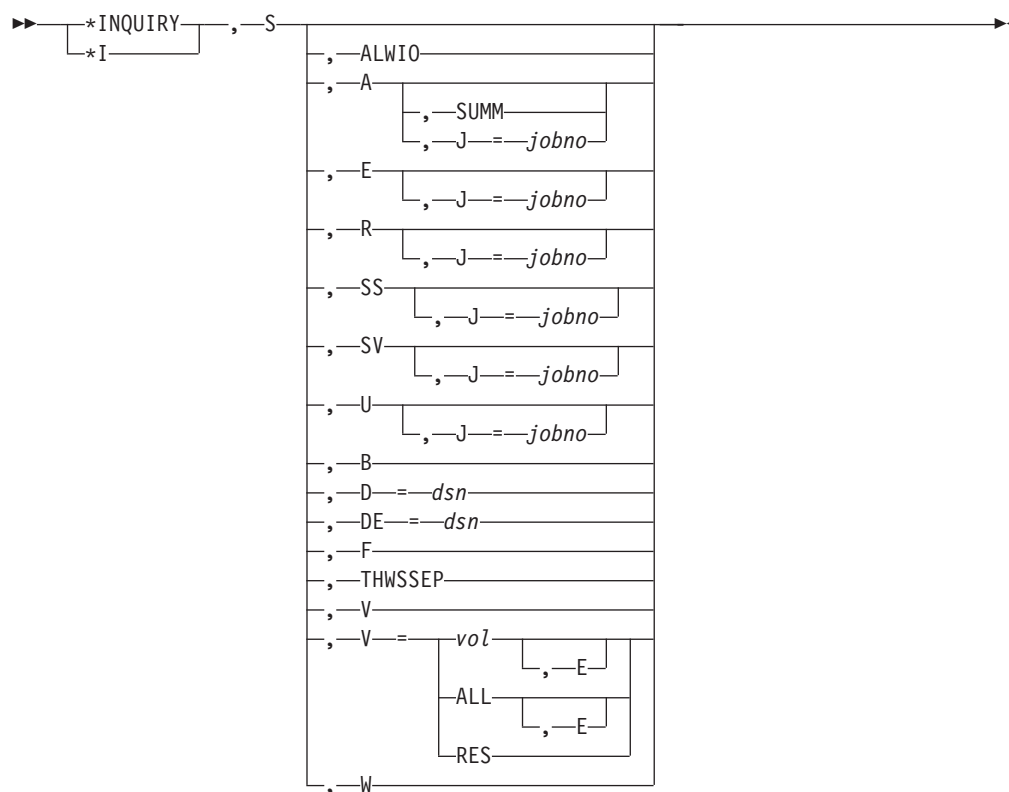 *INQUIRY , S
*I
, ALWIO
, A
, SUMM
, J = jobno
, E
, J = jobno
, R
, J = jobno
, SS
, J = jobno
, SV
, J = jobno
, U
, J = jobno
, B
, D = dsn
, DE = dsn
, F
, THWSSEP
, V
, V = vol
, E
ALL
, E
RES
, W